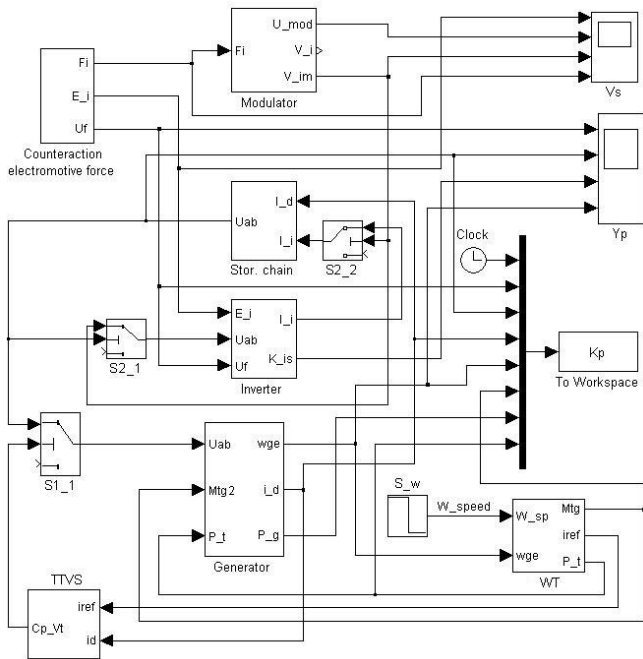 Fi
E_i
Uf
Counteraction
electromotive force
Fi
U_mod
V_i
V_im
Modulator
Vs
Yp
Uab
I_d
I_i
Stor. chain
S2_2
Clock
S2_1
E_i
Uab
Uf
I_i
K_is
Inverter
Kp
To Workspace
S1_1
Uab
Mtg2
P_t
wge
i_d
P_g
Generator
S_w
W_speed
W_sp
wge
Mtg
iref
P_t
WT
TTVS
Cp_Vt
iref
id